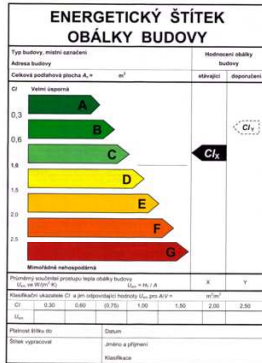 ENERGETICKÝ ŠTÍTEK
OBÁLKY BUDOVY
Typ budovy, místní označení
Adresa budovy
Hodnocení obálky
budovy
Celková podlahová plocha A, = m²
stávající doporučení
CI Velmi úsporná
A
0,3
B
CI Y
0,6
C
CI X
1,0
D
1,5
E
2,0
F
2,5
G
Mimořádně nehospodárná
Průměrný součinitel prostupu tepla obálky budovy
X Y
Klasifikační ukazatele CI a jim odpovídající hodnoty
CI 0,30 0,60 (0,75) 1,00 1,50 2,00 2,50
Platnost štítku do Datum
Štítek vypracoval Jméno a příjmení
Klasifikace